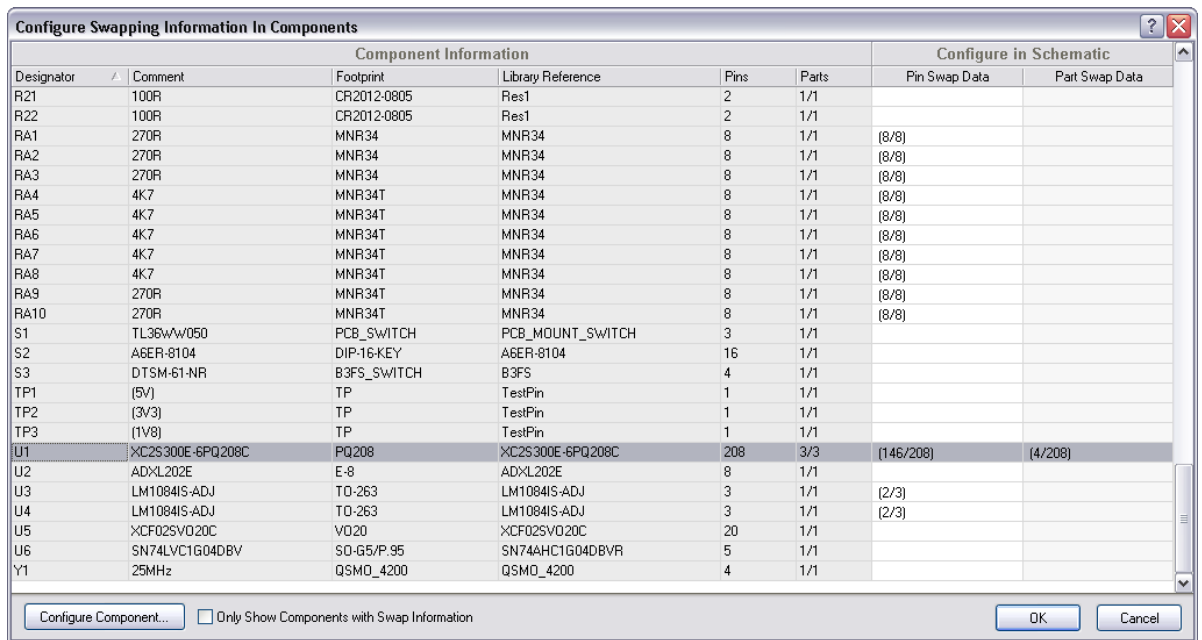 Configure Swapping Information In Components
Component Information Configure in Schematic
Designator Comment Footprint Library Reference Pins Parts Pin Swap Data Part Swap Data
R21 100R CR2012-0805 Res1 2 1/1
R22 100R CR2012-0805 Res1 2 1/1
RA1 270R MNR34 MNR34 8 1/1 (8/8)
RA2 270R MNR34 MNR34 8 1/1 (8/8)
RA3 270R MNR34 MNR34 8 1/1 (8/8)
RA4 4K7 MNR34T MNR34 8 1/1 (8/8)
RA5 4K7 MNR34T MNR34 8 1/1 (8/8)
RA6 4K7 MNR34T MNR34 8 1/1 (8/8)
RA7 4K7 MNR34T MNR34 8 1/1 (8/8)
RA8 4K7 MNR34T MNR34 8 1/1 (8/8)
RA9 270R MNR34T MNR34 8 1/1 (8/8)
RA10 270R MNR34T MNR34 8 1/1 (8/8)
S1 TL36WW050 PCB_SWITCH PCB_MOUNT_SWITCH 3 1/1
S2 A6ER-8104 DIP-16-KEY A6ER-8104 16 1/1
S3 DTSM-61-NR B3FS_SWITCH B3FS 4 1/1
TP1 (5V) TP TestPin 1 1/1
TP2 (3V3) TP TestPin 1 1/1
TP3 (1V8) TP TestPin 1 1/1
U1 XC2S300E-6PQ208C PQ208 XC2S300E-6PQ208C 208 3/3 (146/208) (4/208)
U2 ADXL202E E-8 ADXL202E 8 1/1
U3 LM1084IS-ADJ TO-263 LM1084IS-ADJ 3 1/1 (2/3)
U4 LM1084IS-ADJ TO-263 LM1084IS-ADJ 3 1/1 (2/3)
U5 XCF02SVO20C VO20 XCF02SVO20C 20 1/1
U6 SN74LVC1G04DBV SO-G5/P.95 SN74AHC1G04DBVR 5 1/1
Y1 25MHz QSMO_4200 QSMO_4200 4 1/1
Configure Component... Only Show Components with Swap Information OK Cancel